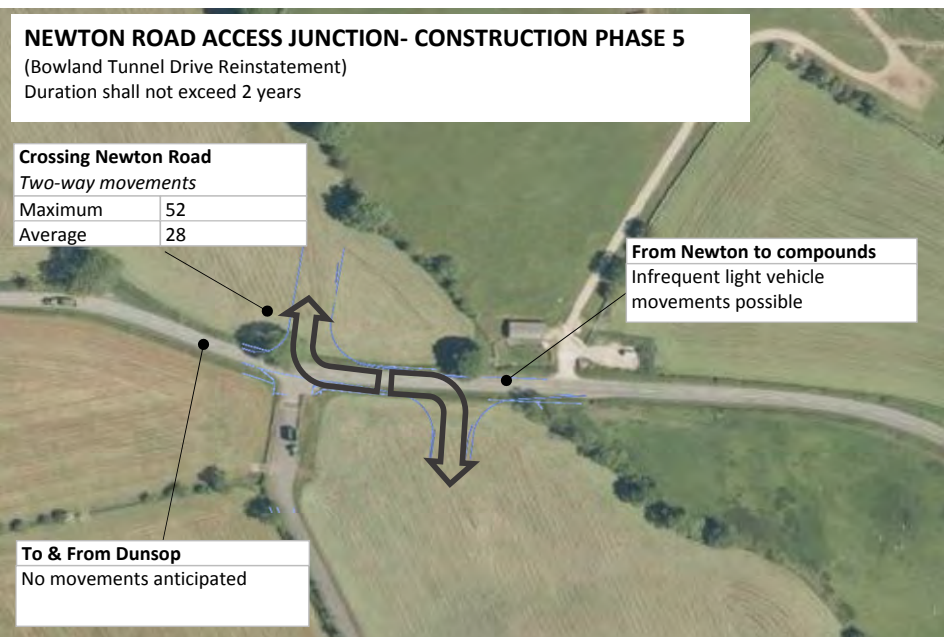 NEWTON ROAD ACCESS JUNCTION- CONSTRUCTION PHASE 5
(Bowland Tunnel Drive Reinstatement)
Duration shall not exceed 2 years
Crossing Newton Road
Two-way movements
Maximum 52
Average 28
From Newton to compounds
Infrequent light vehicle
movements possible
To & From Dunsop
No movements anticipated